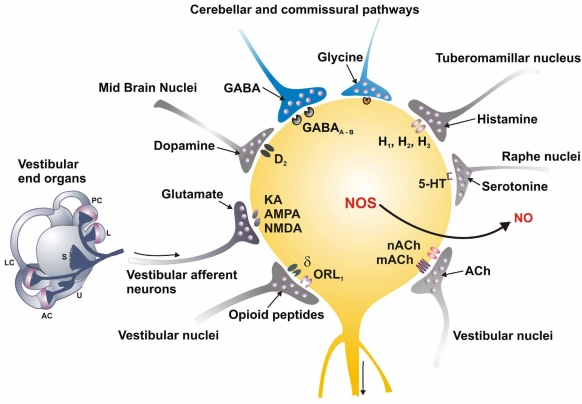 Cerebellar and commissural pathways
Glycine
Tuberomamillar nucleus
GABA
Mid Brain Nuclei
GABAA - B
Histamine
H1, H2, H3
Dopamine
D2
Raphe nuclei
Vestibular
end organs
5-HT
Serotonine
Glutamate
KA
AMPA
NMDA
PC
NOS
NO
L
LC
S
nACh
mACh
ACh
δ
ORL1
Vestibular afferent
neurons
U
AC
Opioid peptides
Vestibular nuclei
Vestibular nuclei